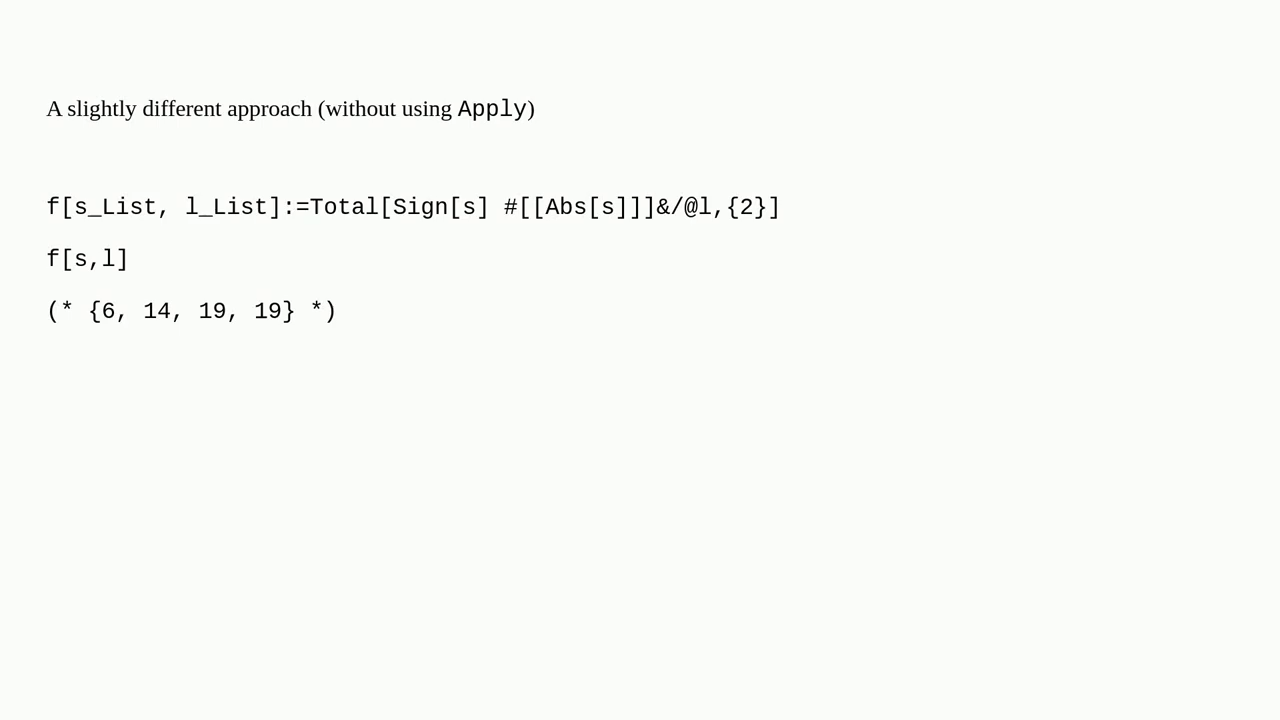 A slightly different approach (without using Apply)
f[s_List, l_List]:=Total[Sign[s] #[[Abs[s]]]&/@l,{2}]
f[s,l]
(* {6, 14, 19, 19} *)